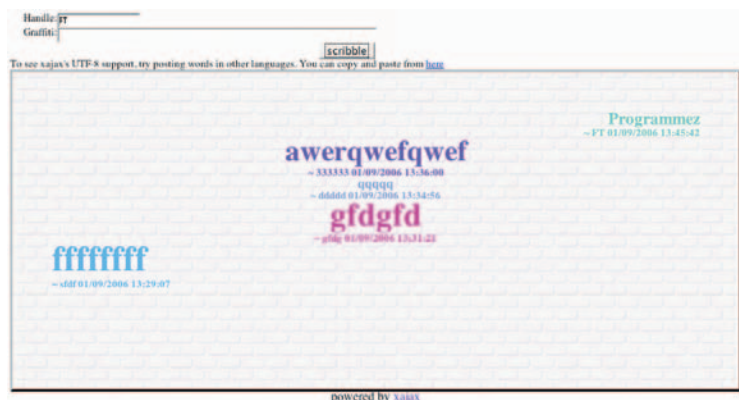 Handle: FT
Graffiti:
scribble
To see xajax's UTF-8 support, try posting words in other languages. You can copy and paste from here
Programmez
~ FT 01/09/2006 13:45:42
awerqwefqwef
~ 333333 01/09/2006 13:36:00
qqqqq
~ ddddd 01/09/2006 13:34:56
gfdgfd
~ gfdg 01/09/2006 13:31:21
ffffffff
~ sfdf 01/09/2006 13:29:07
powered by xajax